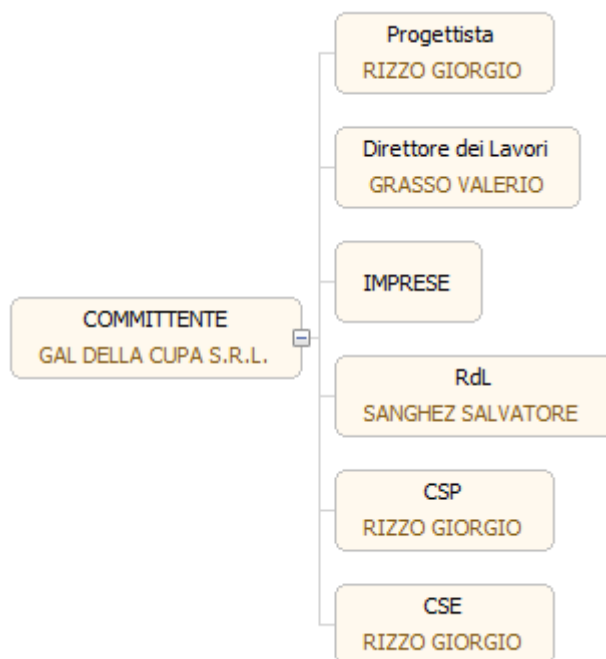 Progettista
RIZZO GIORGIO
Direttore dei Lavori
GRASSO VALERIO
IMPRESE
COMMITTENTE
GAL DELLA CUPA S.R.L.
RdL
SANGHEZ SALVATORE
CSP
RIZZO GIORGIO
CSE
RIZZO GIORGIO